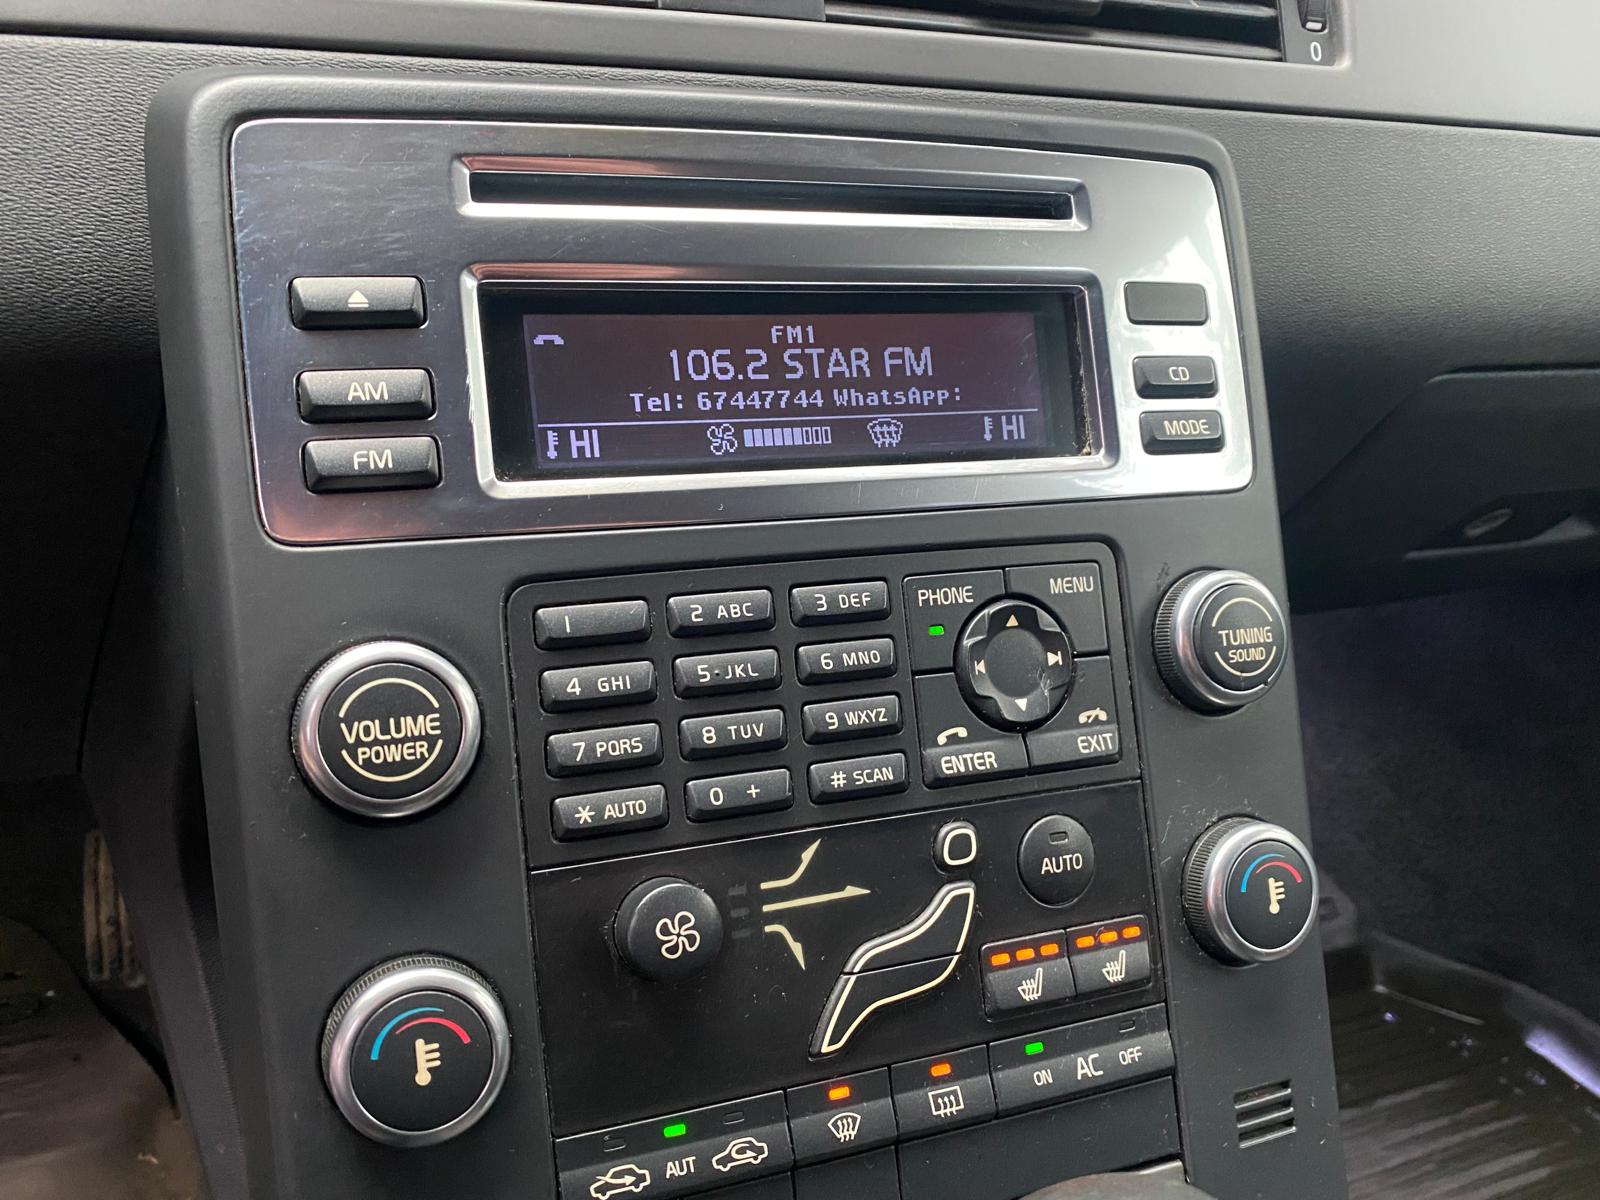 0
AM
FM
FM1
106.2 STAR FM
Tel: 67447744 WhatsApp:
HI
HI
CD
MODE
VOLUME
POWER
1
2 ABC
3 DEF
4 GHI
5·JKL
6 MNO
7 PQRS
8 TUV
9 WXYZ
* AUTO
0 +
# SCAN
PHONE
MENU
ENTER
EXIT
TUNING
SOUND
AUTO
AUT
ON AC OFF